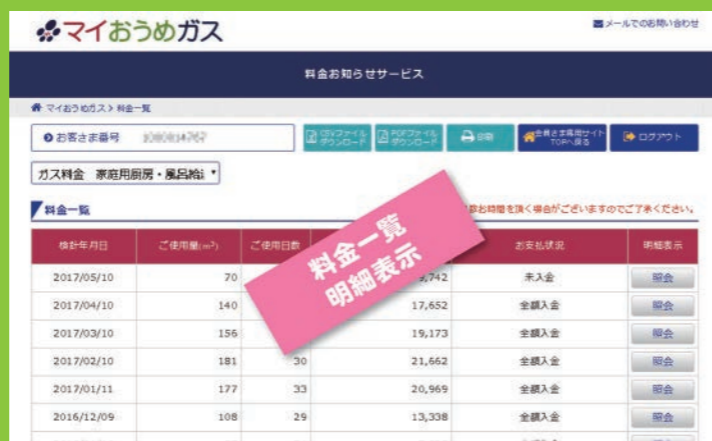 マイおうめガス
メールでのお問い合わせ
料金お知らせサービス
マイおうめガス > 料金一覧
お客さま番号
CSVファイル
ダウンロード
PDFファイル
ダウンロード
印刷
会員さま専用サイト
TOPへ戻る
ログアウト
ガス料金 家庭用厨房・風呂給
料金一覧
お時間を頂く場合がございますのでご了承ください。
検針年月日 ご使用量(m³) ご使用日数 お支払状況 明細表示
2017/05/10 70 9,742 未入金 照会
2017/04/10 140 17,652 全額入金 照会
2017/03/10 156 19,173 全額入金 照会
2017/02/10 181 30 21,662 全額入金 照会
2017/01/11 177 33 20,969 全額入金 照会
2016/12/09 108 29 13,338 全額入金 照会
料金一覧
明細表示